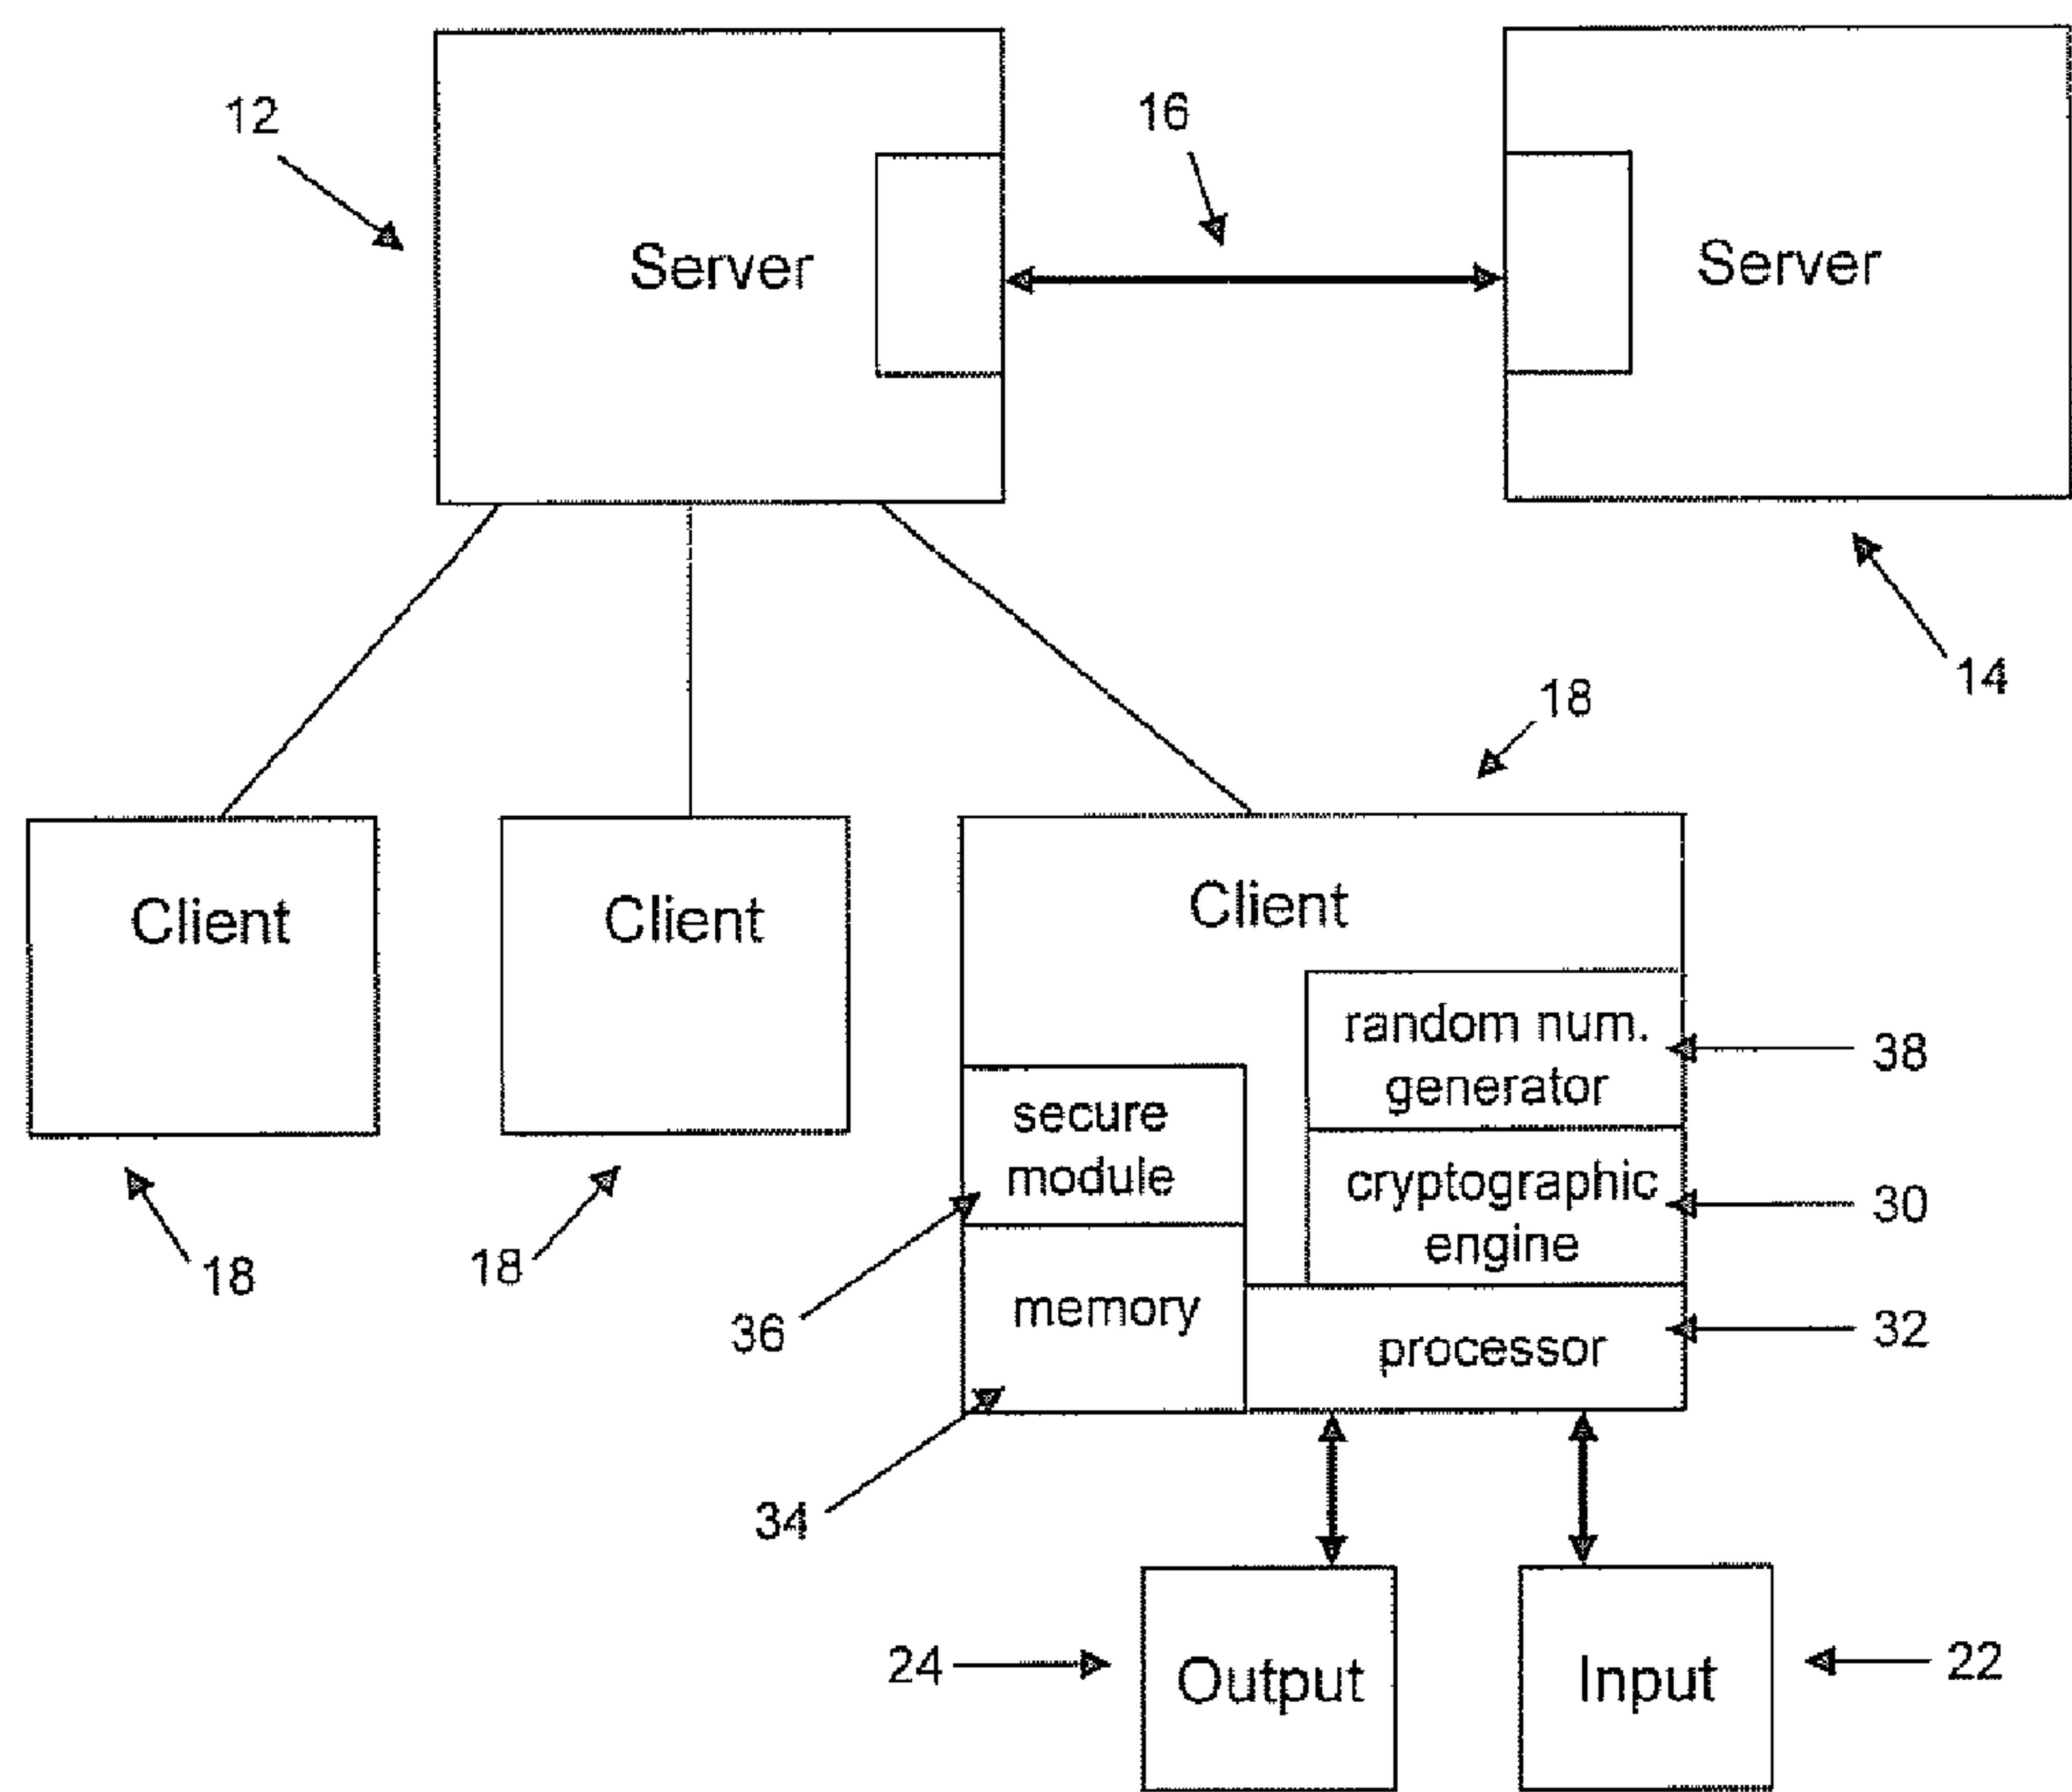 12
16
Server
Server
14
18
Client
Client
Client
random num.
generator
38
secure
module
cryptographic
engine
30
18
18
36
memory
processor
32
34
24
Output
Input
22